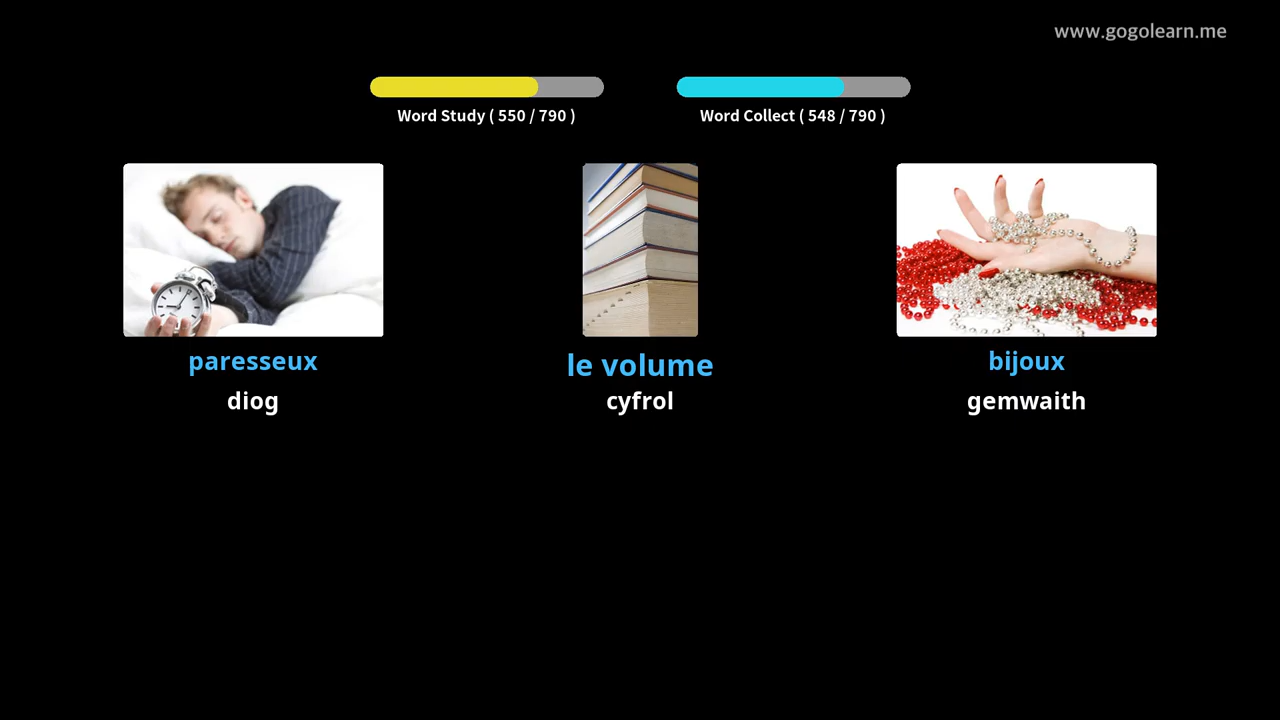 www.gogolearn.me
Word Study ( 550 / 790 )
Word Collect ( 548 / 790 )
paresseux
le volume
bijoux
diog
cyfrol
gemwaith